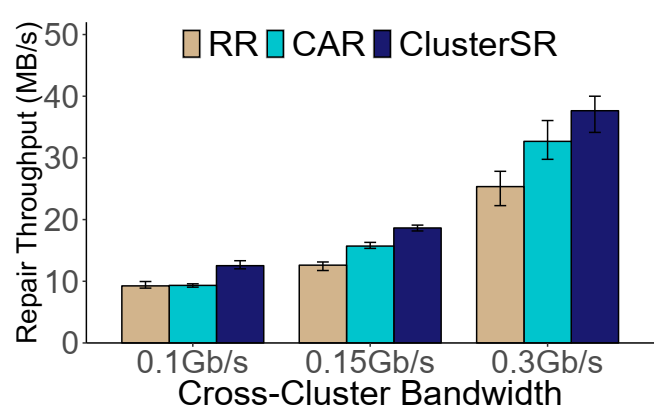 Repair Throughput (MB/s)
50
40
30
20
10
0
RR CAR ClusterSR
0.1Gb/s 0.15Gb/s 0.3Gb/s
Cross-Cluster Bandwidth